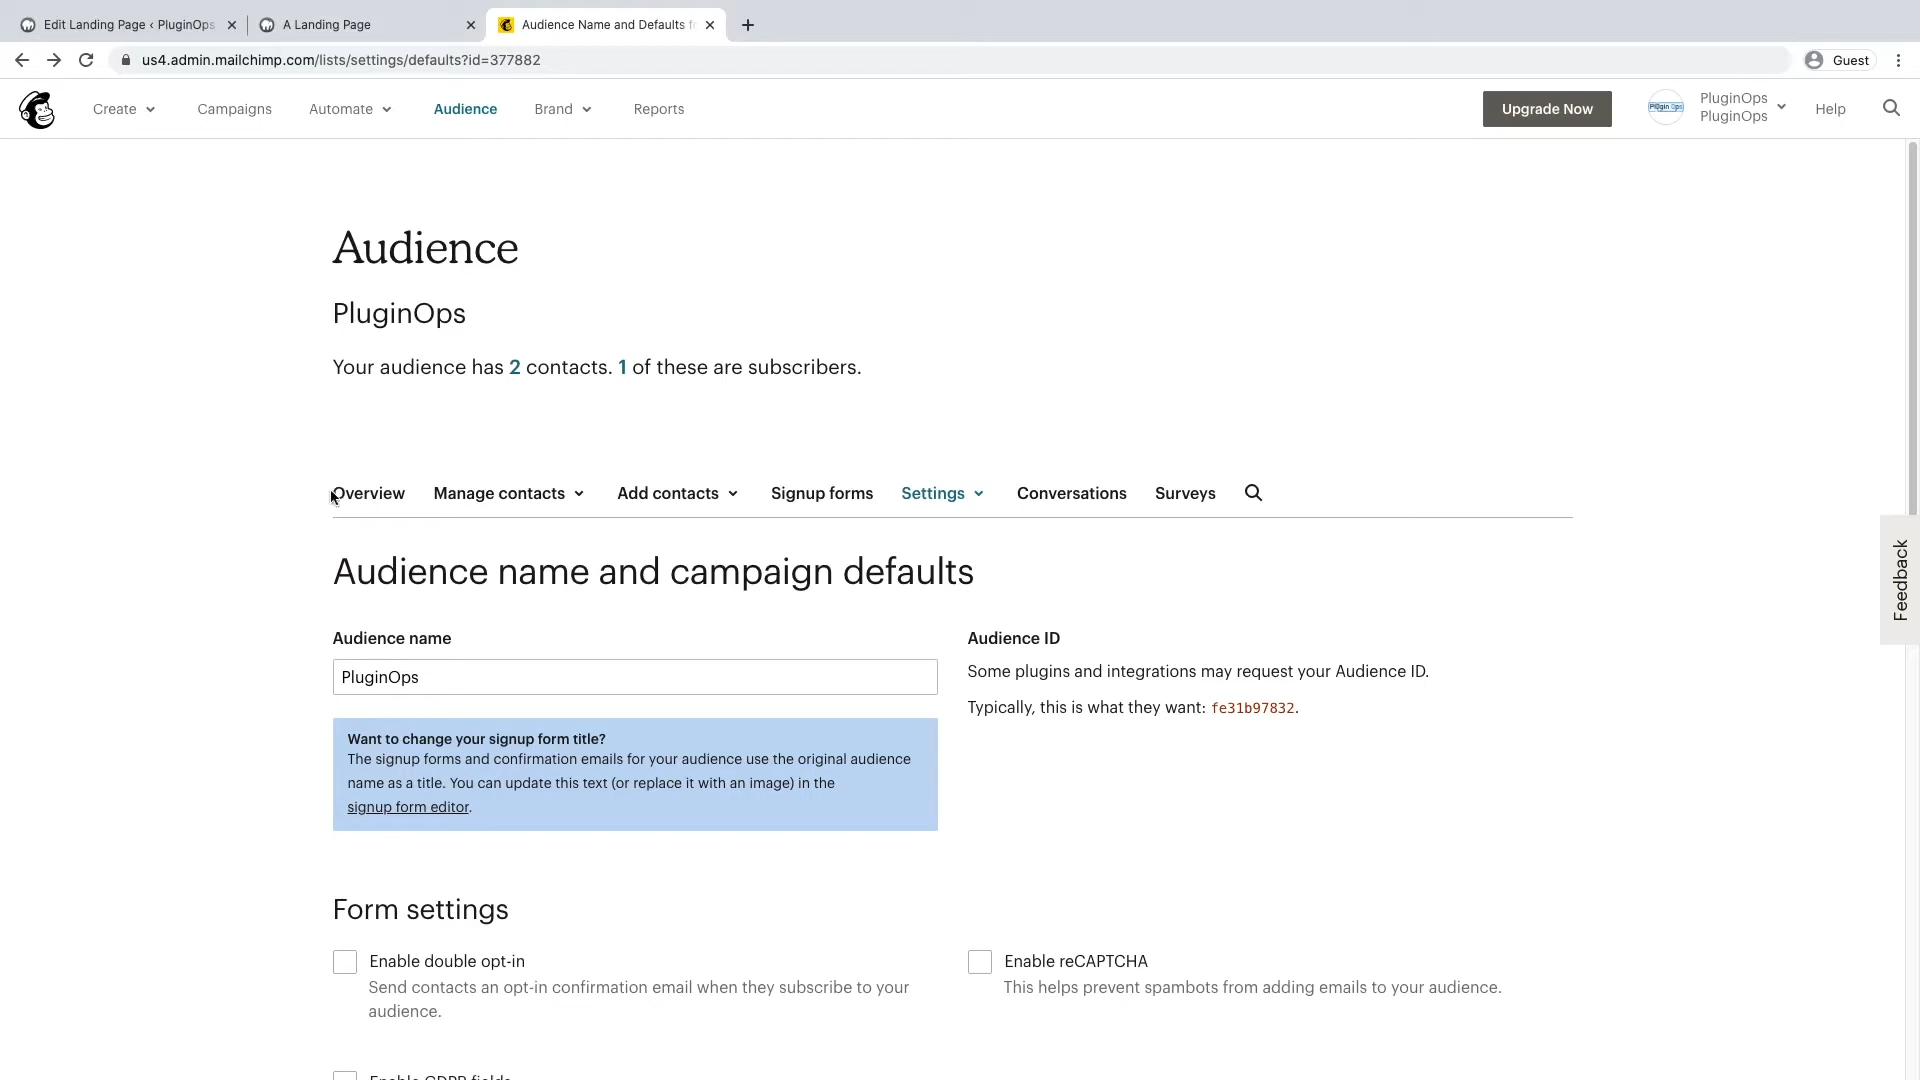 Edit Landing Page ‹ PluginOps
A Landing Page
Audience Name and Defaults f
us4.admin.mailchimp.com/lists/settings/defaults?id=377882
Guest
Create
Campaigns
Automate
Audience
Brand
Reports
Upgrade Now
PlUgin Ops
PluginOps
PluginOps
Help
Audience
PluginOps
Your audience has 2 contacts. 1 of these are subscribers.
Overview
Manage contacts
Add contacts
Signup forms
Settings
Conversations
Surveys
Feedback
Audience name and campaign defaults
Audience name
PluginOps
Want to change your signup form title?
The signup forms and confirmation emails for your audience use the original audience
name as a title. You can update this text (or replace it with an image) in the
signup form editor.
Audience ID
Some plugins and integrations may request your Audience ID.
Typically, this is what they want: fe31b97832.
Form settings
Enable double opt-in
Send contacts an opt-in confirmation email when they subscribe to your
audience.
Enable reCAPTCHA
This helps prevent spambots from adding emails to your audience.
Enable GDPR fields